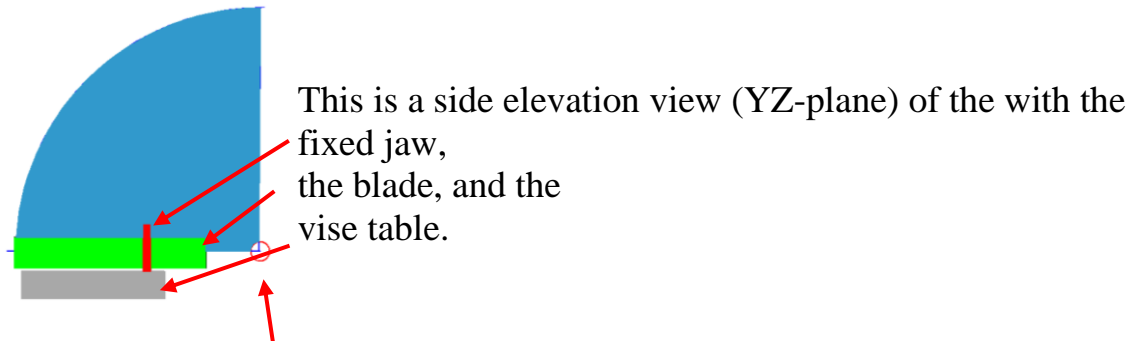 This is a side elevation view (YZ-plane) of the with the
fixed jaw,
the blade, and the
vise table.